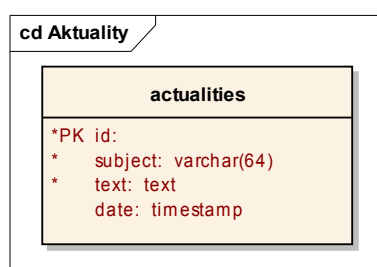 cd Aktuality
actualities
*PK id:
* subject: varchar(64)
* text: text
date: timestamp